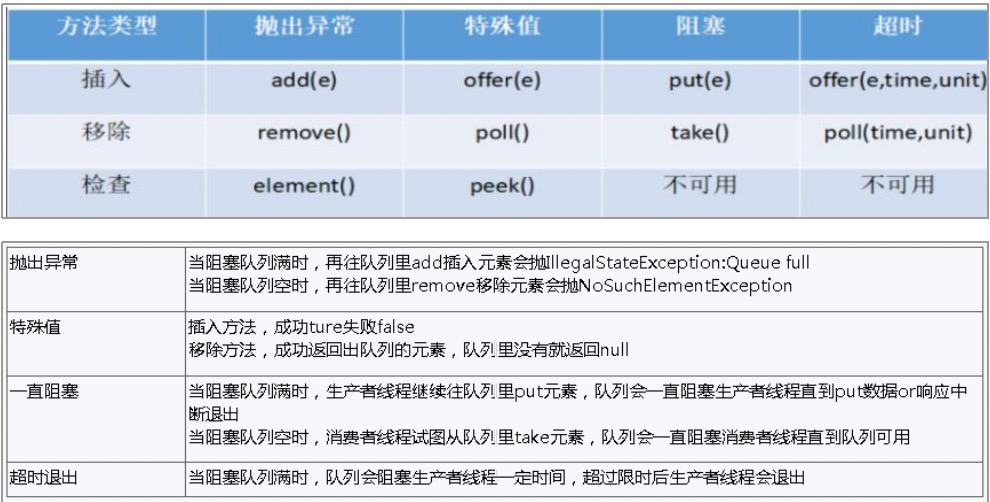 方法类型 抛出异常 特殊值 阻塞 超时
插入 add(e) offer(e) put(e) offer(e,time,unit)
移除 remove() poll() take() poll(time,unit)
检查 element() peek() 不可用 不可用
抛出异常 当阻塞队列满时，再往队列里add插入元素会抛IllegalStateException:Queue full
当阻塞队列空时，再往队列里remove移除元素会抛NoSuchElementException
特殊值 插入方法，成功ture失败false
移除方法，成功返回出队列的元素，队列里没有就返回null
一直阻塞 当阻塞队列满时，生产者线程继续往队列里put元素，队列会一直阻塞生产者线程直到put数据or响应中
断退出
当阻塞队列空时，消费者线程试图从队列里take元素，队列会一直阻塞消费者线程直到队列可用
超时退出 当阻塞队列满时，队列会阻塞生产者线程一定时间，超过限时后生产者线程会退出